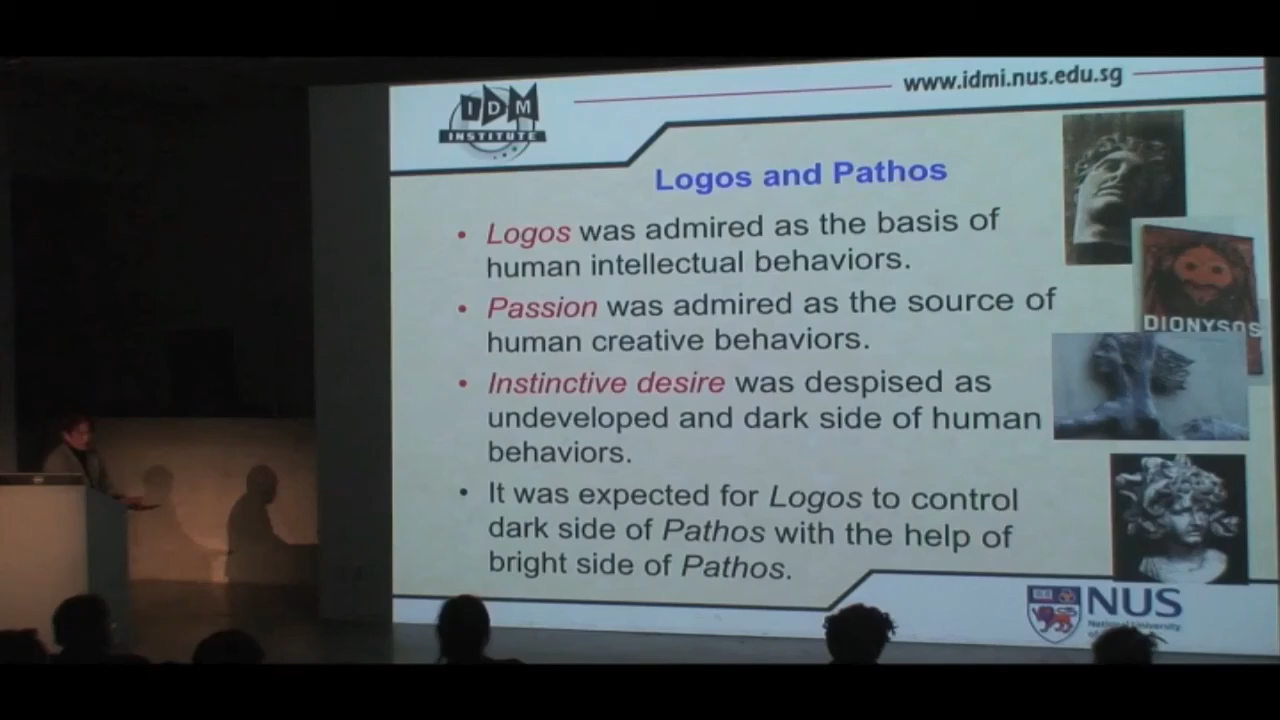 IDM
INSTITUTE
www.idmi.nus.edu.sg
Logos and Pathos
• Logos was admired as the basis of
human intellectual behaviors.
• Passion was admired as the source of
human creative behaviors.
• Instinctive desire was despised as
undeveloped and dark side of human
behaviors.
• It was expected for Logos to control
dark side of Pathos with the help of
bright side of Pathos.
DIONYSOS
NUS
National University